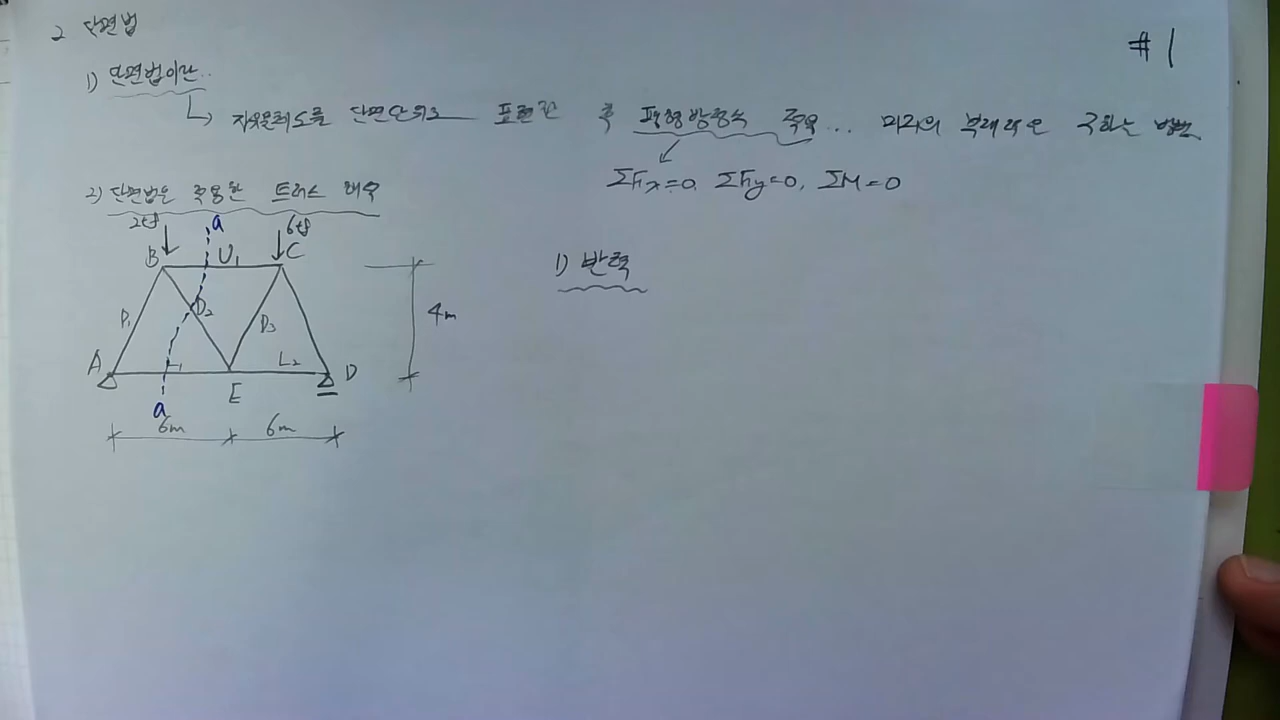 2 단면법
#1
1) 단면법이란..
↳ 자유물체도를 단면단위로 표현한 후 평형방정식 적용... 미지의 부재력을 구하는 방법
ΣFx=0. ΣFy=0, ΣM=0
2) 단면법을 적용한 트러스 해석
2tf a 6tf
B U1 C
1) 반력
D2
P1 D3 4m
A L1 L2 D
E
a
6m 6m